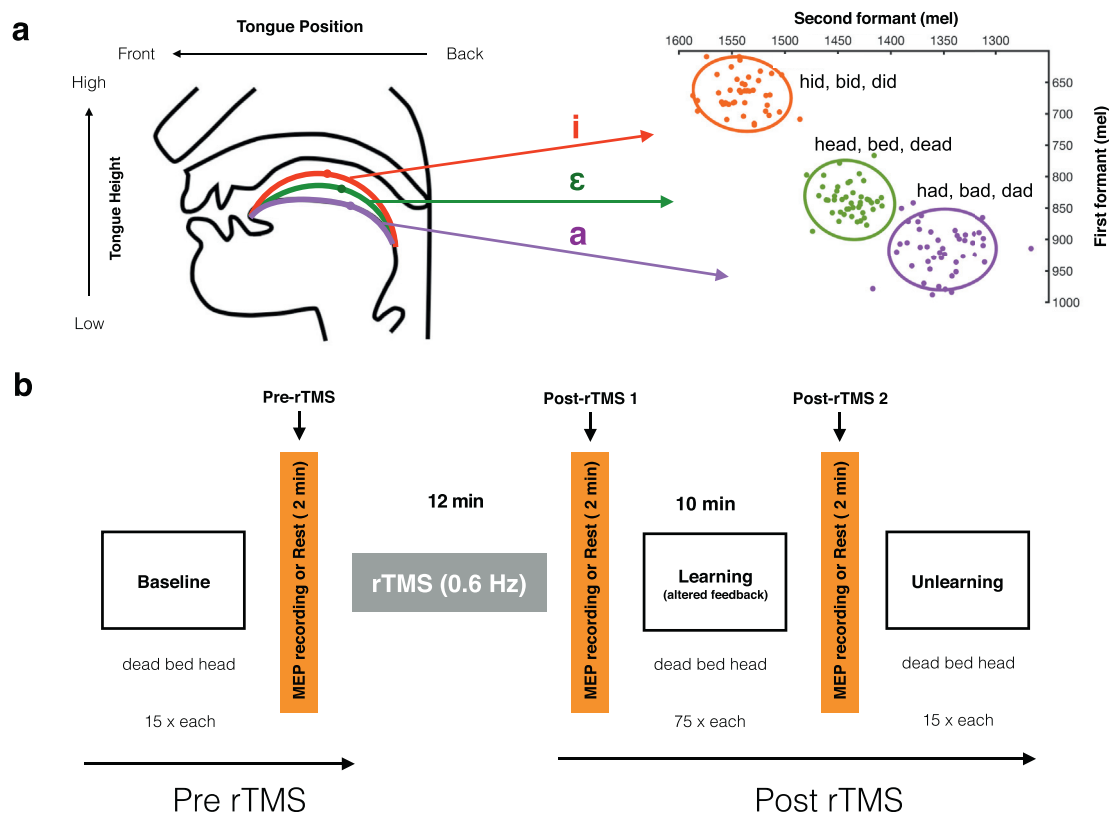 a
Tongue Position
Front
Back
High
Tongue Height
Low
i
ε
a
Second formant (mel)
1600 1550 1500 1450 1400 1350 1300
hid, bid, did
head, bed, dead
had, bad, dad
650
700
750
800
850
900
950
1000
First formant (mel)
b
Pre-rTMS
Post-rTMS 1
Post-rTMS 2
Baseline
dead bed head
15 x each
MEP recording or Rest ( 2 min)
12 min
rTMS (0.6 Hz)
MEP recording or Rest ( 2 min)
10 min
Learning
(altered feedback)
dead bed head
75 x each
MEP recording or Rest ( 2 min)
Unlearning
dead bed head
15 x each
Pre rTMS
Post rTMS